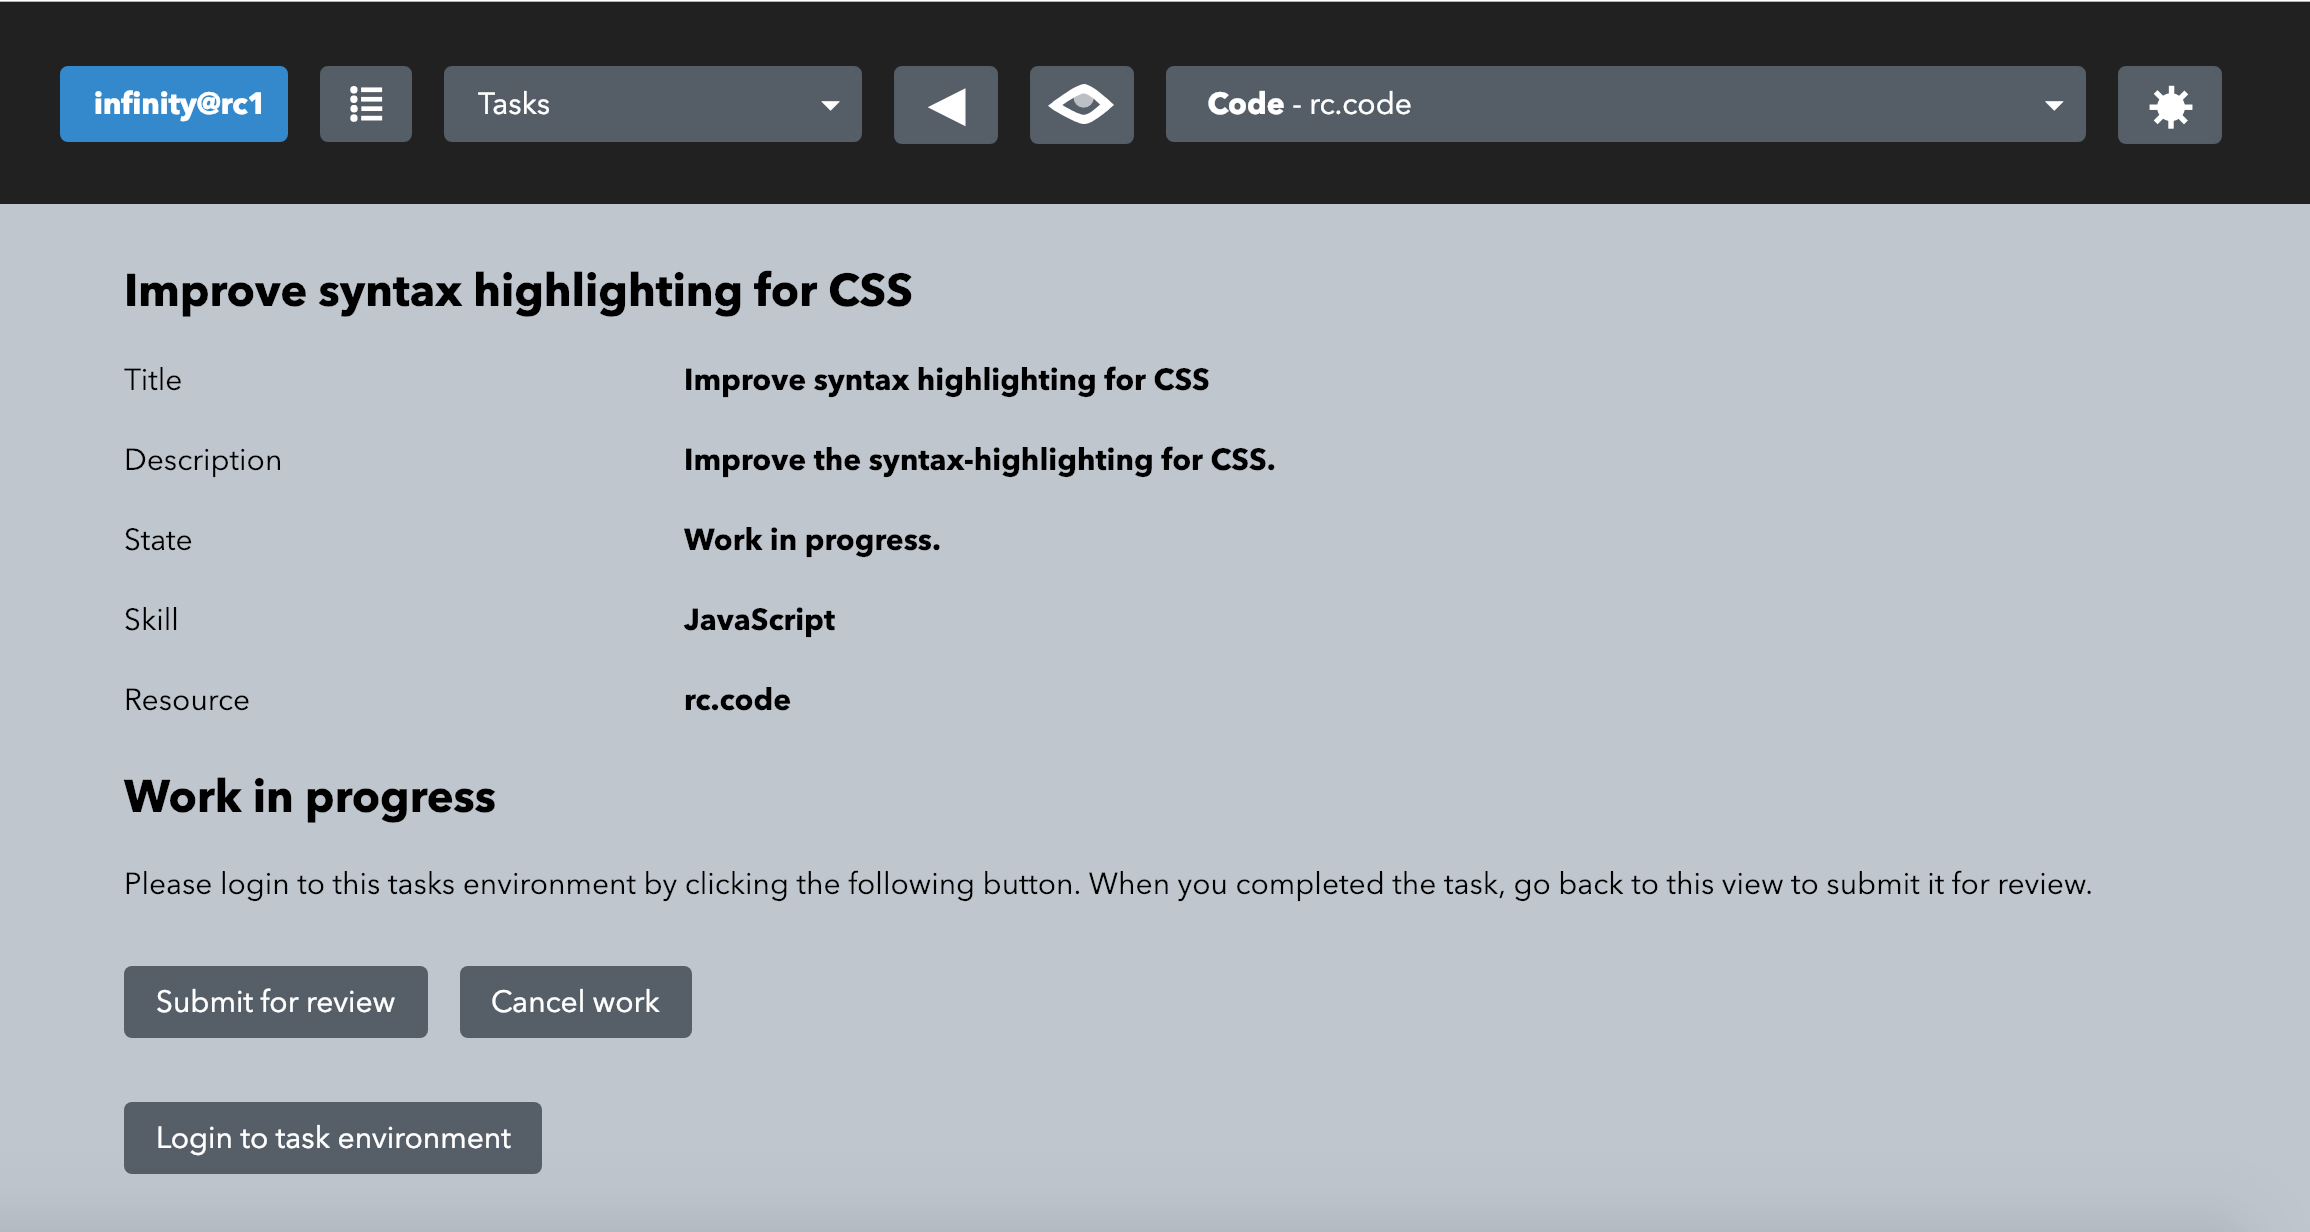 infinity@rc1
Tasks
Code - rc.code
Improve syntax highlighting for CSS
Title Improve syntax highlighting for CSS
Description Improve the syntax-highlighting for CSS.
State Work in progress.
Skill JavaScript
Resource rc.code
Work in progress
Please login to this tasks environment by clicking the following button. When you completed the task, go back to this view to submit it for review.
Submit for review
Cancel work
Login to task environment